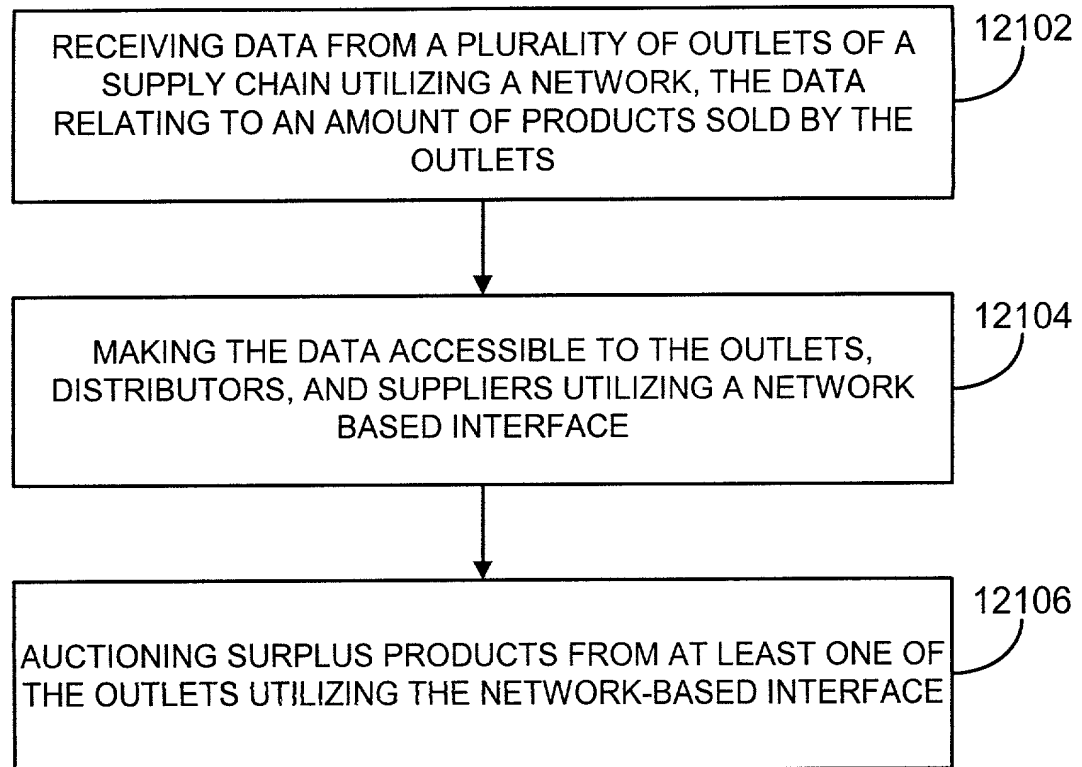 RECEIVING DATA FROM A PLURALITY OF OUTLETS OF A
SUPPLY CHAIN UTILIZING A NETWORK, THE DATA
RELATING TO AN AMOUNT OF PRODUCTS SOLD BY THE
OUTLETS
12102
MAKING THE DATA ACCESSIBLE TO THE OUTLETS,
DISTRIBUTORS, AND SUPPLIERS UTILIZING A NETWORK
BASED INTERFACE
12104
AUCTIONING SURPLUS PRODUCTS FROM AT LEAST ONE OF
THE OUTLETS UTILIZING THE NETWORK-BASED INTERFACE
12106